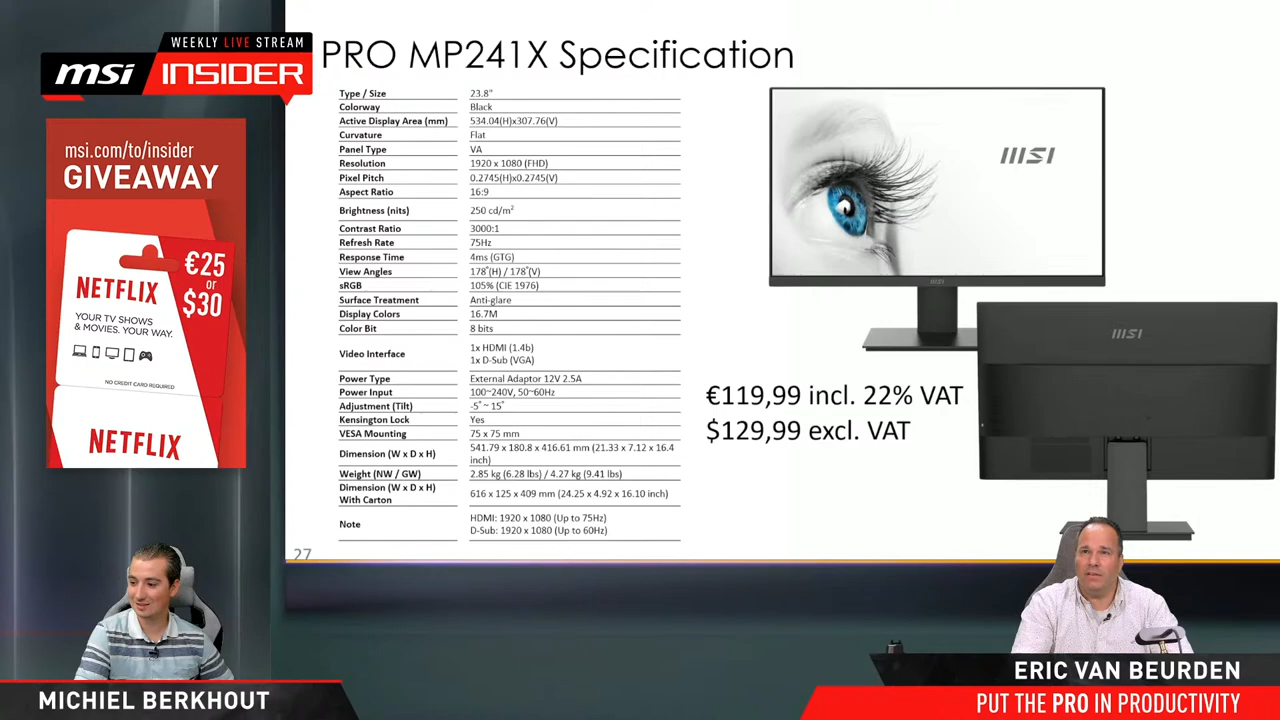 WEEKLY LIVE STREAM
msi INSIDER
msi.com/to/insider
GIVEAWAY
€25
or
$30
NETFLIX
YOUR TV SHOWS
& MOVIES. YOUR WAY.
NO CREDIT CARD REQUIRED
NETFLIX
PRO MP241X Specification
Type / Size 23.8"
Colorway Black
Active Display Area (mm) 534.04(H)x307.76(V)
Curvature Flat
Panel Type VA
Resolution 1920 x 1080 (FHD)
Pixel Pitch 0.2745(H)x0.2745(V)
Aspect Ratio 16:9
Brightness (nits) 250 cd/m²
Contrast Ratio 3000:1
Refresh Rate 75Hz
Response Time 4ms (GTG)
View Angles 178°(H) / 178°(V)
sRGB 105% (CIE 1976)
Surface Treatment Anti-glare
Display Colors 16.7M
Color Bit 8 bits
Video Interface 1x HDMI (1.4b)
1x D-Sub (VGA)
Power Type External Adaptor 12V 2.5A
Power Input 100~240V, 50~60Hz
Adjustment (Tilt) -5° ~ 15°
Kensington Lock Yes
VESA Mounting 75 x 75 mm
Dimension (W x D x H) 541.79 x 180.8 x 416.61 mm (21.33 x 7.12 x 16.4
inch)
Weight (NW / GW) 2.85 kg (6.28 lbs) / 4.27 kg (9.41 lbs)
Dimension (W x D x H)
With Carton 616 x 125 x 409 mm (24.25 x 4.92 x 16.10 inch)
Note HDMI: 1920 x 1080 (Up to 75Hz)
D-Sub: 1920 x 1080 (Up to 60Hz)
27
msi
msi
msi
€119,99 incl. 22% VAT
$129,99 excl. VAT
MICHIEL BERKHOUT
ERIC VAN BEURDEN
PUT THE PRO IN PRODUCTIVITY